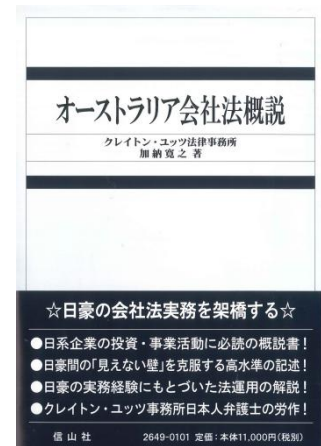 オーストラリア会社法概説
クレイトン・ユッツ法律事務所
加納寛之 著
☆日豪の会社法実務を架橋する☆
●日系企業の投資・事業活動に必読の概説書！
●日豪間の「見えない壁」を克服する高水準の記述！
●日豪の実務経験にもとづいた法運用の解説！
●クレイトン・ユッツ事務所日本人弁護士の労作！
信山社 2649-0101 定価：本体11,000円(税別)